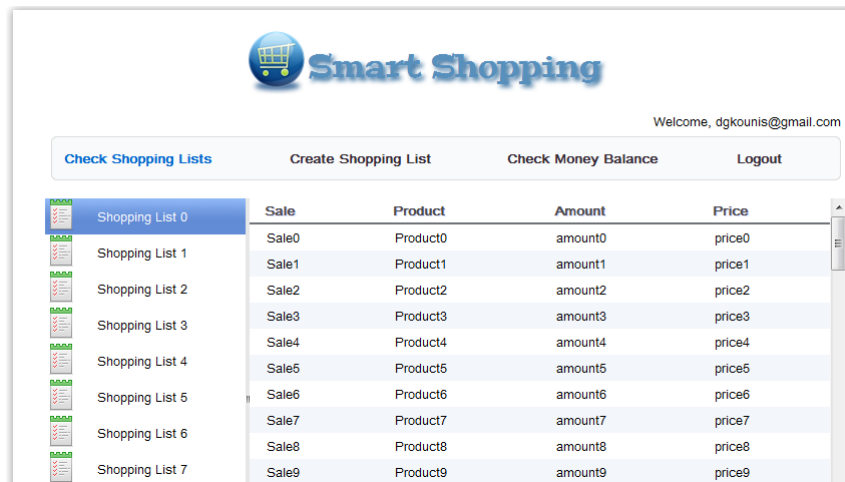 Smart Shopping
Welcome, dgkounis@gmail.com
Check Shopping Lists Create Shopping List Check Money Balance Logout
Shopping List 0
Shopping List 1
Shopping List 2
Shopping List 3
Shopping List 4
Shopping List 5
Shopping List 6
Shopping List 7
Sale Product Amount Price
Sale0 Product0 amount0 price0
Sale1 Product1 amount1 price1
Sale2 Product2 amount2 price2
Sale3 Product3 amount3 price3
Sale4 Product4 amount4 price4
Sale5 Product5 amount5 price5
Sale6 Product6 amount6 price6
Sale7 Product7 amount7 price7
Sale8 Product8 amount8 price8
Sale9 Product9 amount9 price9